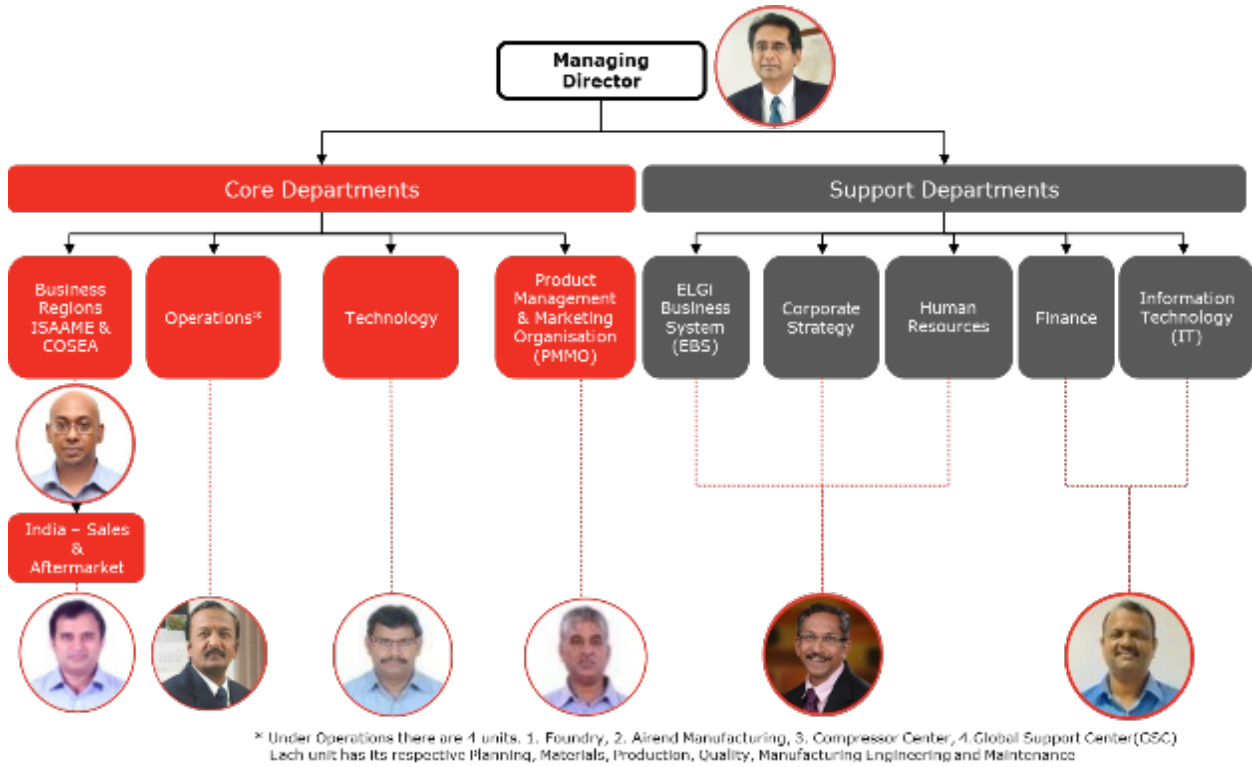 Managing
Director
Core Departments
Support Departments
Business
Regions
ISAAME &
COSEA
Operations*
Technology
Product
Management
& Marketing
Organisation
(PMMO)
ELGi
Business
System
(EBS)
Corporate
Strategy
Human
Resources
Finance
Information
Technology
(IT)
India – Sales
&
Aftermarket
* Under Operations there are 4 units. 1. Foundry, 2. Airend Manufacturing, 3. Compressor Center, 4.Global Support Center(GSC)
Each unit has its respective Planning, Materials, Production, Quality, Manufacturing Engineering and Maintenance